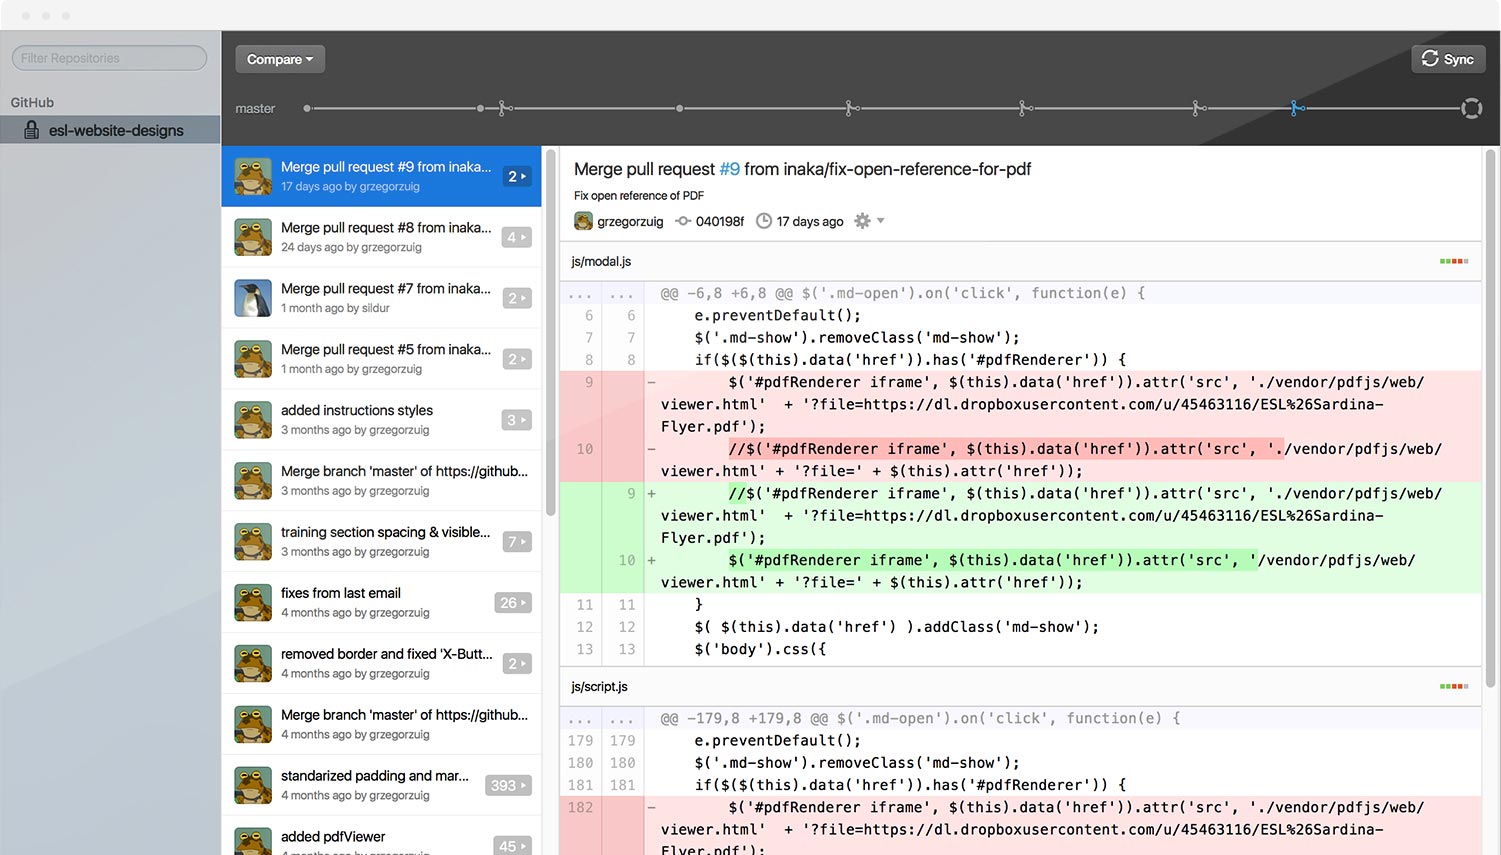 Filter Repositories
GitHub
esl-website-designs
Compare
Sync
master
Merge pull request #9 from inaka...
17 days ago by grzegorzuig
2
Merge pull request #8 from inaka...
24 days ago by grzegorzuig
4
Merge pull request #7 from inaka...
1 month ago by sildur
2
Merge pull request #5 from inaka...
1 month ago by grzegorzuig
2
added instructions styles
3 months ago by grzegorzuig
3
Merge branch 'master' of https://github...
3 months ago by grzegorzuig
training section spacing & visible...
3 months ago by grzegorzuig
7
fixes from last email
4 months ago by grzegorzuig
26
removed border and fixed 'X-Butt...
4 months ago by grzegorzuig
2
Merge branch 'master' of https://github...
4 months ago by grzegorzuig
standarized padding and mar...
4 months ago by grzegorzuig
393
added pdfViewer
4 months ago by grzegorzuig
45
Merge pull request #9 from inaka/fix-open-reference-for-pdf
Fix open reference of PDF
grzegorzuig 040198f 17 days ago
js/modal.js
... ... @@ -6,8 +6,8 @@ $('.md-open').on('click', function(e) {
6 6 e.preventDefault();
7 7 $('.md-show').removeClass('md-show');
8 8 if($($(this).data('href')).has('#pdfRenderer')) {
9 - $('#pdfRenderer iframe', $(this).data('href')).attr('src', './vendor/pdfjs/web/
viewer.html' + '?file=https://dl.dropboxusercontent.com/u/45463116/ESL%26Sardina-
Flyer.pdf');
10 - //$('#pdfRenderer iframe', $(this).data('href')).attr('src', './vendor/pdfjs/web/
viewer.html' + '?file=' + $(this).attr('href'));
9 + //$('#pdfRenderer iframe', $(this).data('href')).attr('src', './vendor/pdfjs/web/
viewer.html' + '?file=https://dl.dropboxusercontent.com/u/45463116/ESL%26Sardina-
Flyer.pdf');
10 + $('#pdfRenderer iframe', $(this).data('href')).attr('src', '/vendor/pdfjs/web/
viewer.html' + '?file=' + $(this).attr('href'));
11 11 }
12 12 $( $(this).data('href') ).addClass('md-show');
13 13 $('body').css({
js/script.js
... ... @@ -179,8 +179,8 @@ $('.md-open').on('click', function(e) {
179 179 e.preventDefault();
180 180 $('.md-show').removeClass('md-show');
181 181 if($($(this).data('href')).has('#pdfRenderer')) {
182 - $('#pdfRenderer iframe', $(this).data('href')).attr('src', './vendor/pdfjs/web/
viewer.html' + '?file=https://dl.dropboxusercontent.com/u/45463116/ESL%26Sardina-
Flyer.pdf');